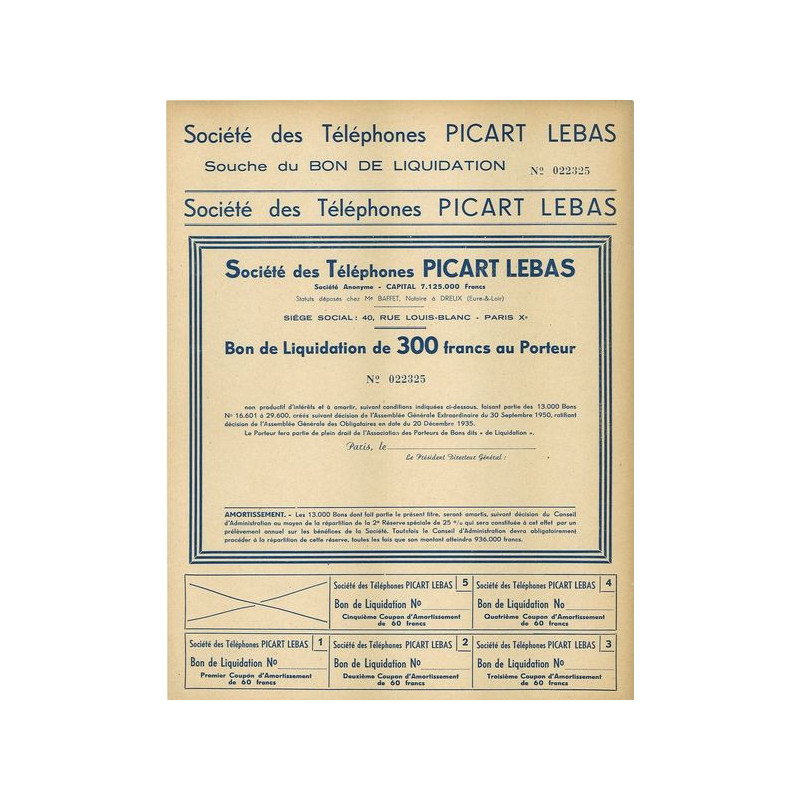 Société des Téléphones PICART LEBAS
Souche du BON DE LIQUIDATION Nº 022325
Société des Téléphones PICART LEBAS
Société des Téléphones PICART LEBAS
Société Anonyme - CAPITAL 7.125.000 Francs
Statuts déposés chez Me BAFFET, Notaire à DREUX (Eure-&-Loir)
SIÈGE SOCIAL : 40, RUE LOUIS-BLANC - PARIS Xe
Bon de Liquidation de 300 francs au Porteur
Nº 022325
non productif d'intérêts et à amortir, suivant conditions indiquées ci-dessous, faisant partie des 13.000 Bons
Nº 16.601 à 29.600, créés suivant décision de l'Assemblée Générale Extraordinaire du 30 Septembre 1950, ratifiant
décision de l'Assemblée Générale des Obligataires en date du 20 Décembre 1935.
Le Porteur fera partie de plein droit de l'Association des Porteurs de Bons dits « de Liquidation ».
Paris, le
Le Président Directeur Général :
AMORTISSEMENT. - Les 13.000 Bons dont fait partie le présent titre, seront amortis, suivant décision du Conseil
d'Administration au moyen de la répartition de la 2e Réserve spéciale de 25 % qui sera constituée à cet effet par un
prélèvement annuel sur les bénéfices de la Société. Toutefois le Conseil d'Administration devra obligatoirement
procéder à la répartition de cette réserve, toutes les fois que son montant atteindra 936.000 francs.
Société des Téléphones PICART LEBAS 5
Bon de Liquidation No
Cinquième Coupon d'Amortissement
de 60 francs
Société des Téléphones PICART LEBAS 4
Bon de Liquidation No
Quatrième Coupon d'Amortissement
de 60 francs
Société des Téléphones PICART LEBAS 1
Bon de Liquidation No
Premier Coupon d'Amortissement
de 60 francs
Société des Téléphones PICART LEBAS 2
Bon de Liquidation No
Deuxième Coupon d'Amortissement
de 60 francs
Société des Téléphones PICART LEBAS 3
Bon de Liquidation No
Troisième Coupon d'Amortissement
de 60 francs